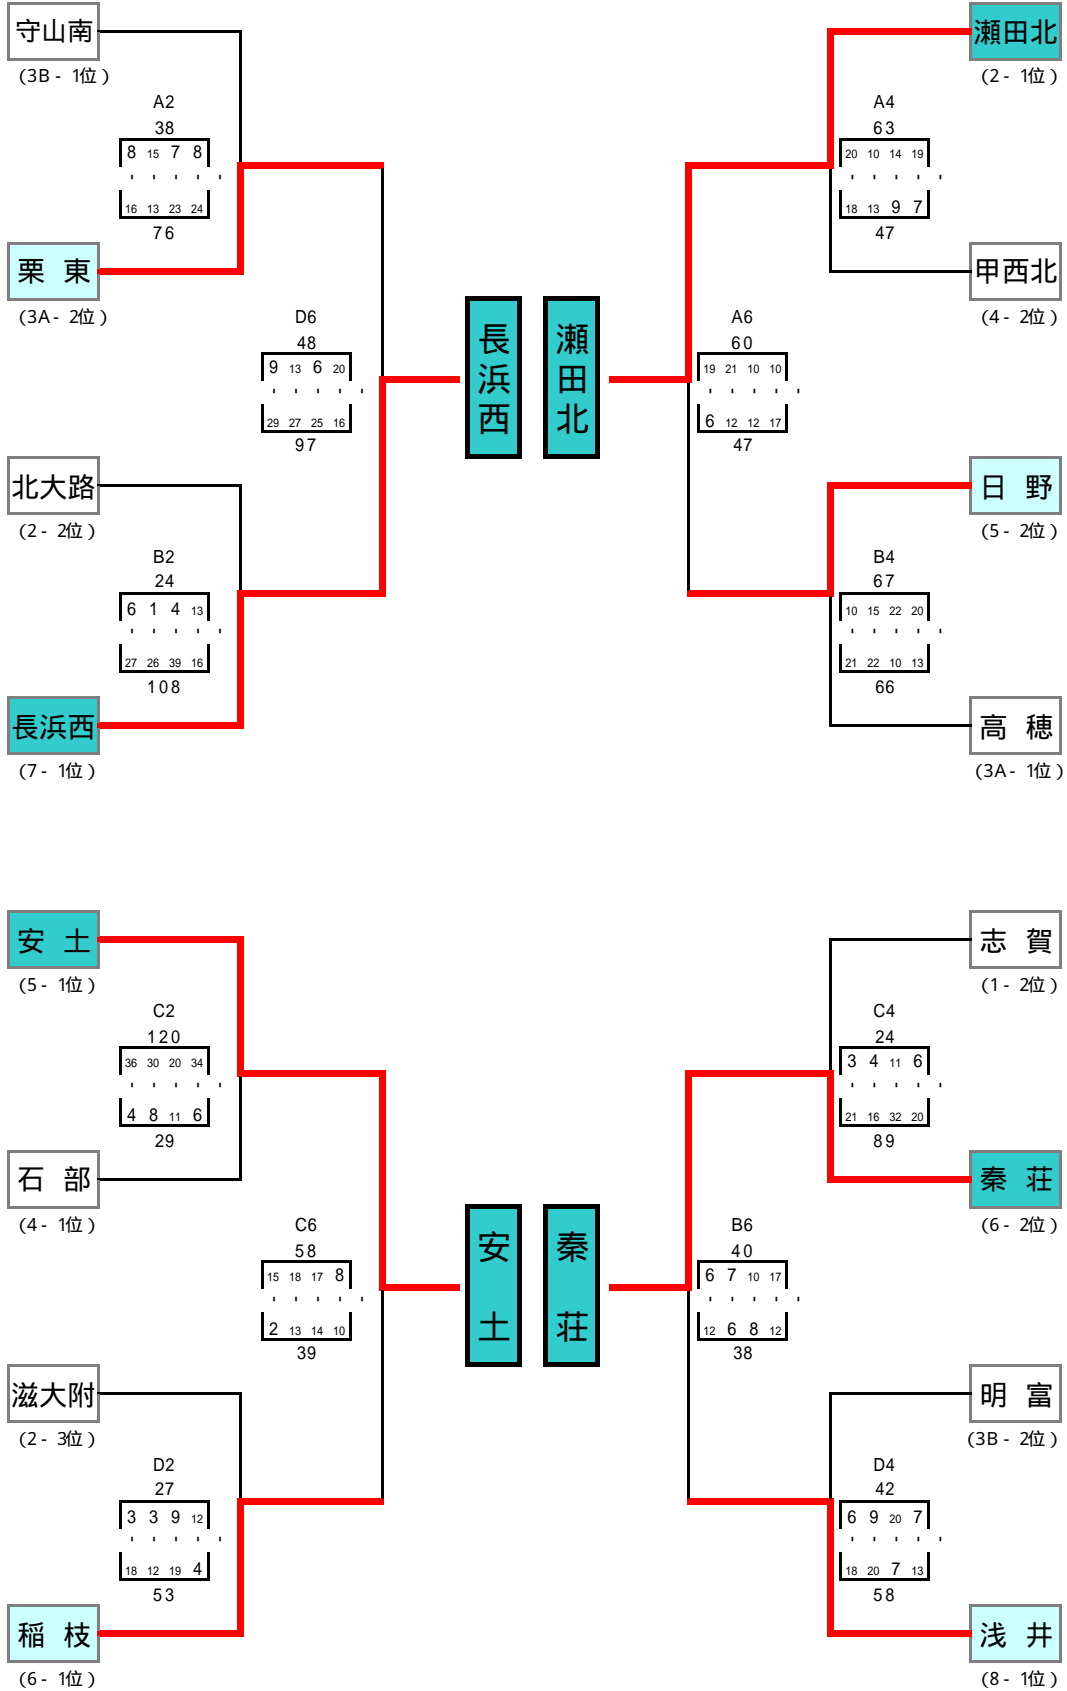 守山南
(3B - 1位)
A2
38
8 15 7 8
16 13 23 24
76
栗 東
(3A - 2位)
D6
48
9 13 6 20
29 27 25 16
97
北大路
(2 - 2位)
B2
24
6 1 4 13
27 26 39 16
108
長浜西
(7 - 1位)
長浜西
瀬田北
瀬田北
(2 - 1位)
A4
63
20 10 14 19
18 13 9 7
47
甲西北
(4 - 2位)
A6
60
19 21 10 10
6 12 12 17
47
日 野
(5 - 2位)
B4
67
10 15 22 20
21 22 10 13
66
高 穂
(3A - 1位)
安 土
(5 - 1位)
C2
120
36 30 20 34
4 8 11 6
29
石 部
(4 - 1位)
C6
58
15 18 17 8
2 13 14 10
39
滋大附
(2 - 3位)
D2
27
3 3 9 12
18 12 19 4
53
稲 枝
(6 - 1位)
安 土
秦 荘
志 賀
(1 - 2位)
C4
24
3 4 11 6
21 16 32 20
89
秦 荘
(6 - 2位)
B6
40
6 7 10 17
12 6 8 12
38
明 富
(3B - 2位)
D4
42
6 9 20 7
18 20 7 13
58
浅 井
(8 - 1位)